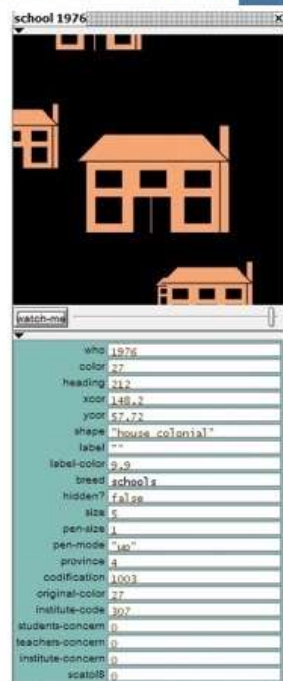 school 1976
watch-me
who 1976
color 27
heading 212
xcor 148.2
ycor 57.72
shape "house colonial"
label ""
label-color 9.9
breed schools
hidden? false
size 5
pen-size 1
pen-mode "up"
province 4
codification 1003
original-color 27
institute-code 307
students-concern 0
teachers-concern 0
institute-concern 0
scatol8 0